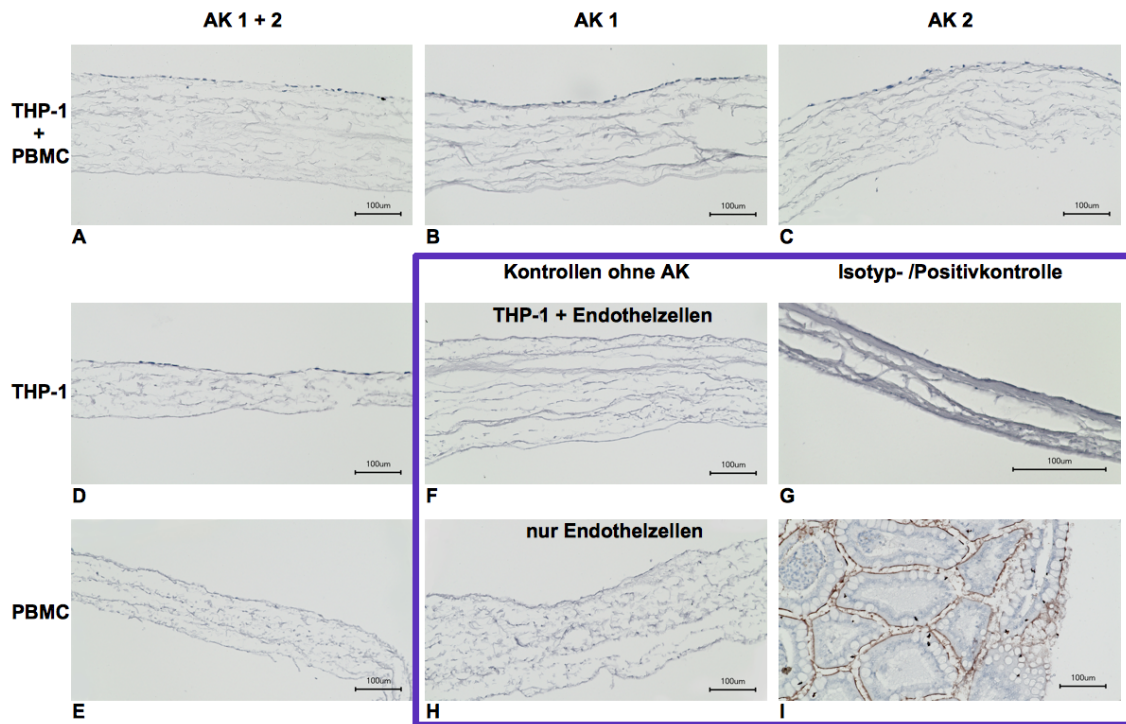 AK 1 + 2
AK 1
AK 2
THP-1
+
PBMC
100um
100um
100um
A
B
C
Kontrollen ohne AK
Isotyp- /Positivkontrolle
THP-1 + Endothelzellen
THP-1
100um
100um
100um
D
F
G
nur Endothelzellen
PBMC
100um
100um
100um
E
H
I